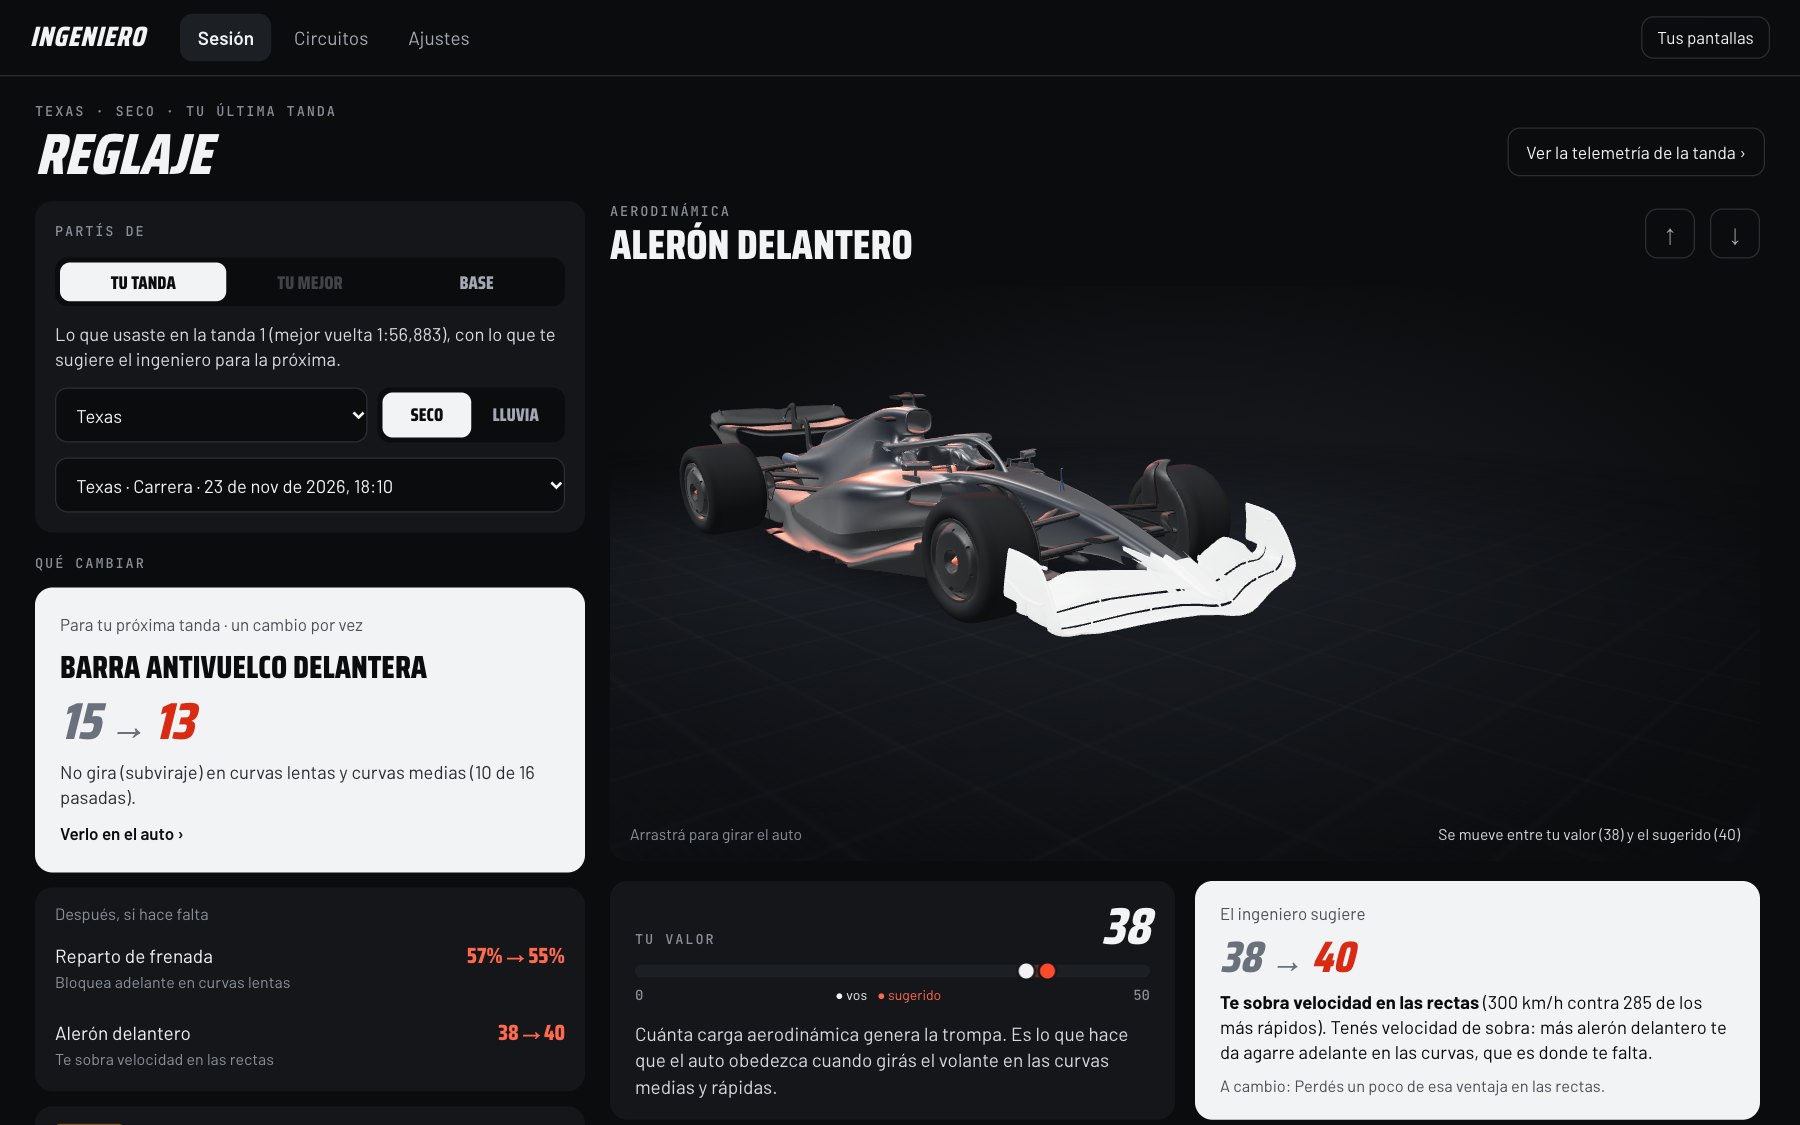 INGENIERO
Sesión
Circuitos
Ajustes
Tus pantallas
TEXAS · SECO · TU ÚLTIMA TANDA
REGLAJE
Ver la telemetría de la tanda ›
PARTÍS DE
TU TANDA
TU MEJOR
BASE
Lo que usaste en la tanda 1 (mejor vuelta 1:56,883), con lo que te
sugiere el ingeniero para la próxima.
Texas
SECO
LLUVIA
Texas · Carrera · 23 de nov de 2026, 18:10
QUÉ CAMBIAR
Para tu próxima tanda · un cambio por vez
BARRA ANTIVUELCO DELANTERA
15 → 13
No gira (subviraje) en curvas lentas y curvas medias (10 de 16
pasadas).
Verlo en el auto ›
Después, si hace falta
Reparto de frenada
57% → 55%
Bloquea adelante en curvas lentas
Alerón delantero
38 → 40
Te sobra velocidad en las rectas
AERODINÁMICA
ALERÓN DELANTERO
↑
↓
Arrastrá para girar el auto
Se mueve entre tu valor (38) y el sugerido (40)
TU VALOR
38
0
● vos ● sugerido
50
Cuánta carga aerodinámica genera la trompa. Es lo que hace
que el auto obedezca cuando girás el volante en las curvas
medias y rápidas.
El ingeniero sugiere
38 → 40
Te sobra velocidad en las rectas (300 km/h contra 285 de los
más rápidos). Tenés velocidad de sobra: más alerón delantero te
da agarre adelante en las curvas, que es donde te falta.
A cambio: Perdés un poco de esa ventaja en las rectas.